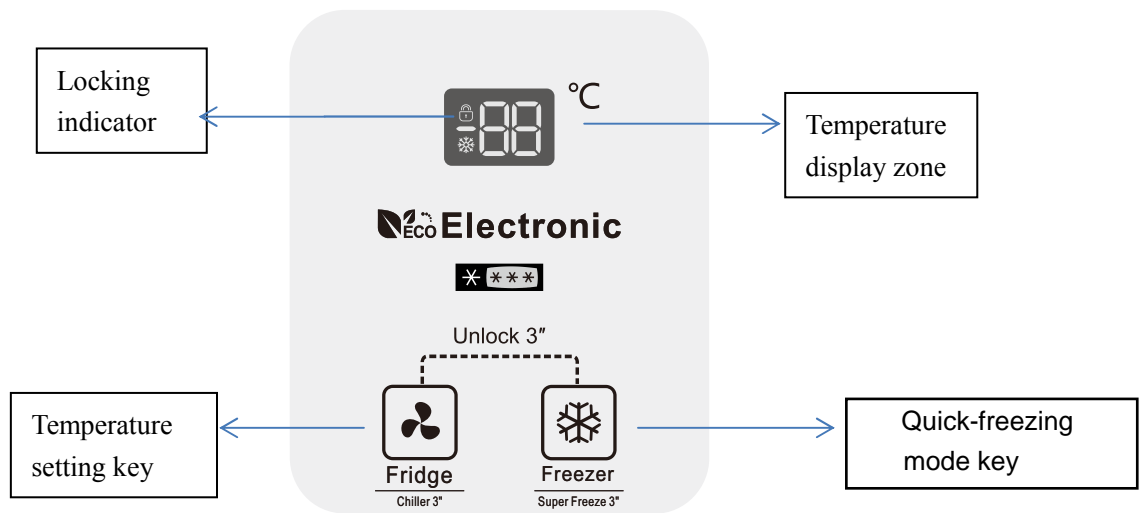 Locking
indicator
88
°C
Temperature
display zone
ECO Electronic
Unlock 3"
Temperature
setting key
Fridge
Chiller 3"
Freezer
Super Freeze 3"
Quick-freezing
mode key